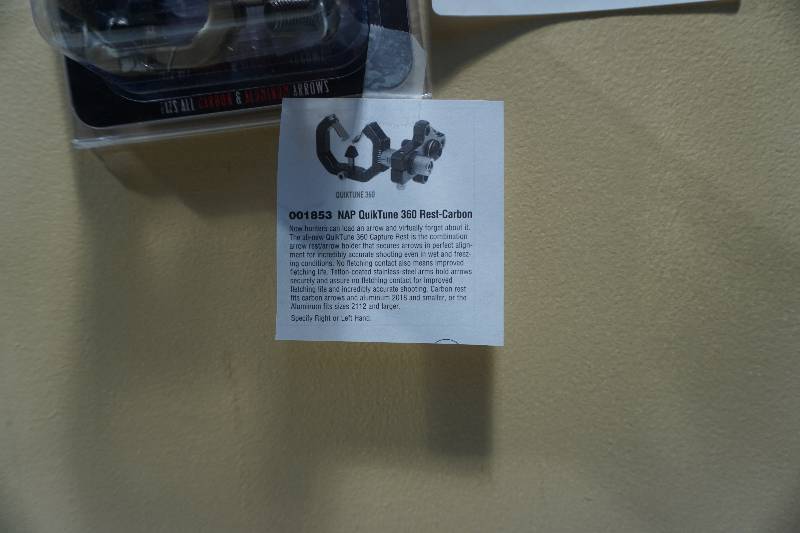 FITS ALL CARBON & ALUMINUM ARROWS
QUIKTUNE 360
001853 NAP QuikTune 360 Rest-Carbon
Now hunters can load an arrow and virtually forget about it.
The all-new QuikTune 360 Capture Rest is the combination
arrow rest/arrow holder that secures arrows in perfect align-
ment for incredibly accurate shooting even in wet and freez-
ing conditions. No fletching contact also means improved
fletching life. Teflon-coated stainless steel arms hold arrows
securely and assure no fletching contact for improved
fletching life and incredibly accurate shooting. Carbon rest
fits carbon arrows and aluminum 2018 and smaller, or the
Aluminum fits sizes 2112 and larger.
Specify Right or Left Hand.